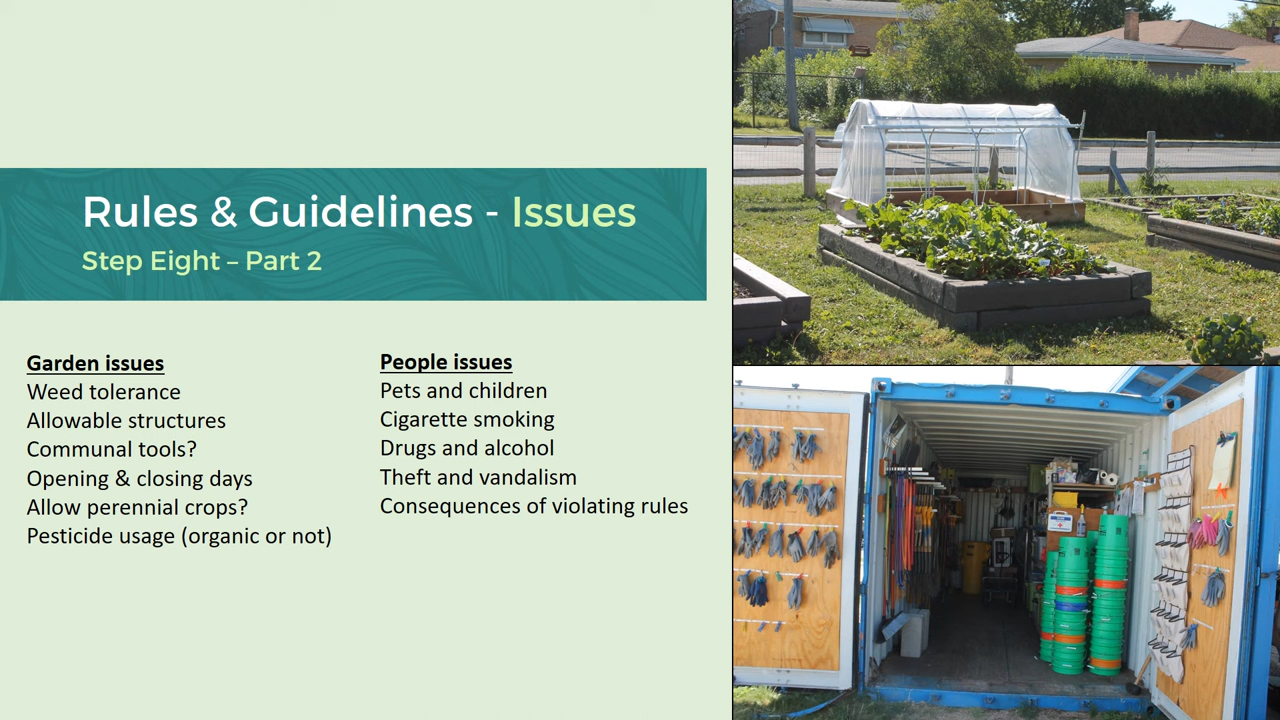 Rules & Guidelines - Issues
Step Eight – Part 2
Garden issues
Weed tolerance
Allowable structures
Communal tools?
Opening & closing days
Allow perennial crops?
Pesticide usage (organic or not)
People issues
Pets and children
Cigarette smoking
Drugs and alcohol
Theft and vandalism
Consequences of violating rules